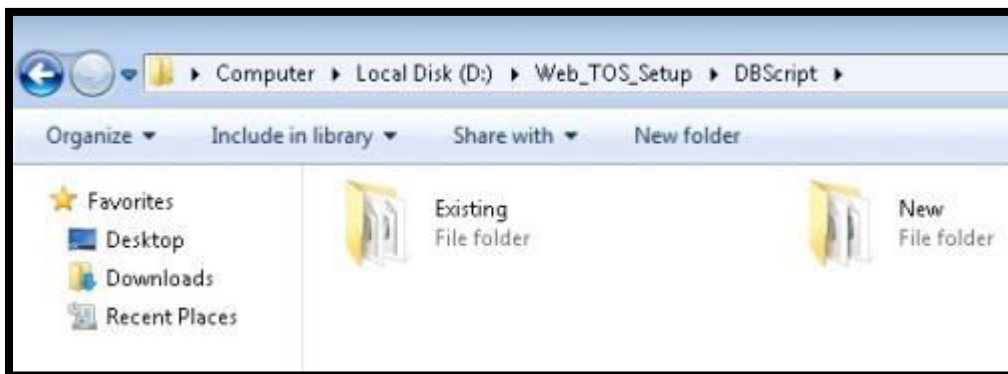 Computer Local Disk (D:) Web_TOS_Setup DBScript
Organize Include in library Share with New folder
Favorites
Desktop
Downloads
Recent Places
Existing
File folder
New
File folder